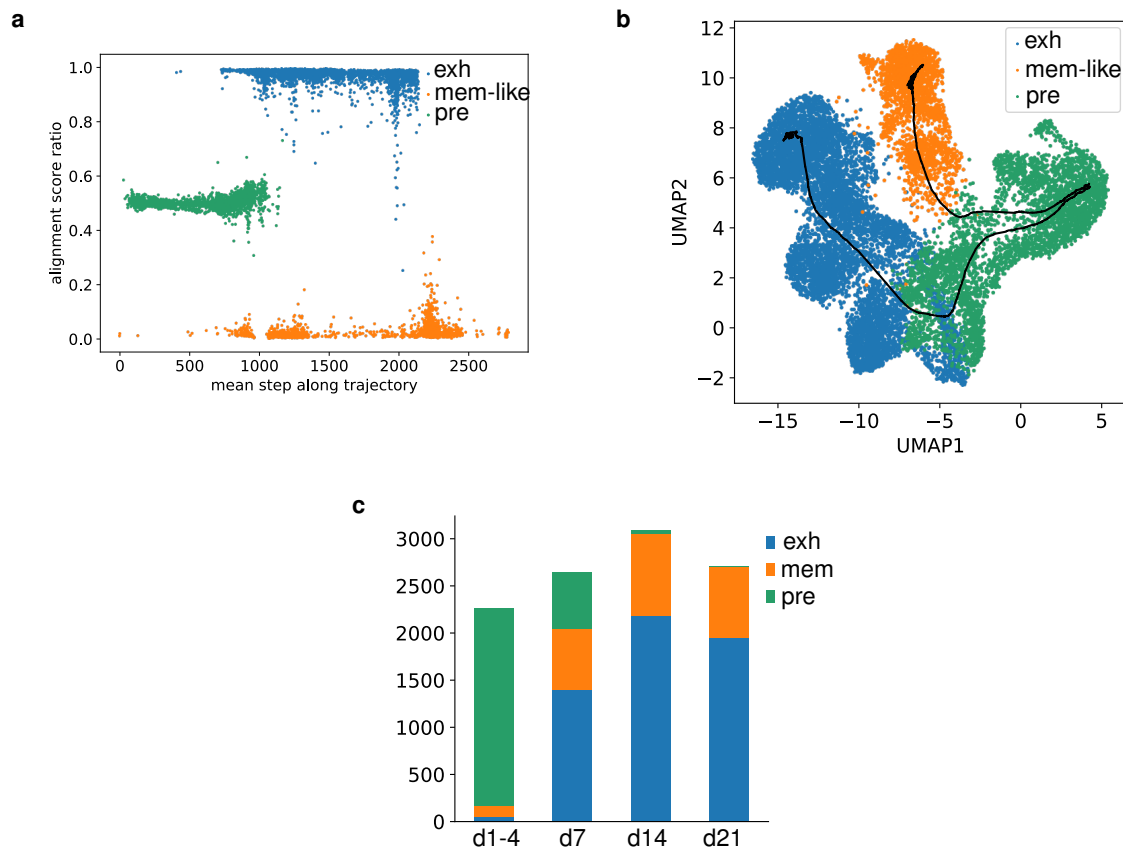 a
1.0
0.8
0.6
0.4
0.2
0.0
alignment score ratio
exh
mem-like
pre
0 500 1000 1500 2000 2500
mean step along trajectory
b
12
10
8
6
4
2
0
−2
UMAP2
exh
mem-like
pre
−15 −10 −5 0 5
UMAP1
c
3000
2500
2000
1500
1000
500
0
exh
mem
pre
d1-4 d7 d14 d21